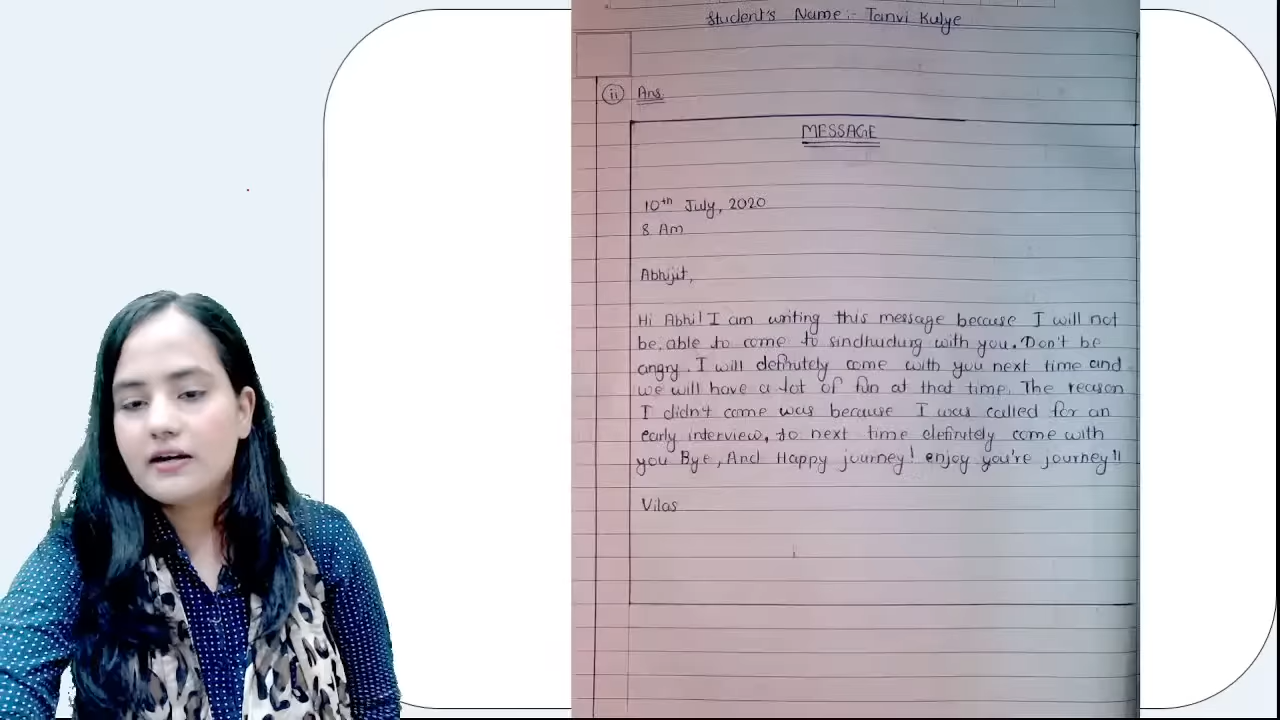 Student's Name:- Tanvi Kulye
ii Ans.
MESSAGE
10th July, 2020
8 Am
Abhijit,
Hi Abhi! I am writing this message because I will not
be, able to come to sindhudurg with you. Don't be
angry. I will definutely come with you next time and
we will have a lot of fun at that time. The reason
I didn't come was because I was called for an
early interview, to next time definutely come with
you Bye, And Happy journey! enjoy you're journey!!
Vilas